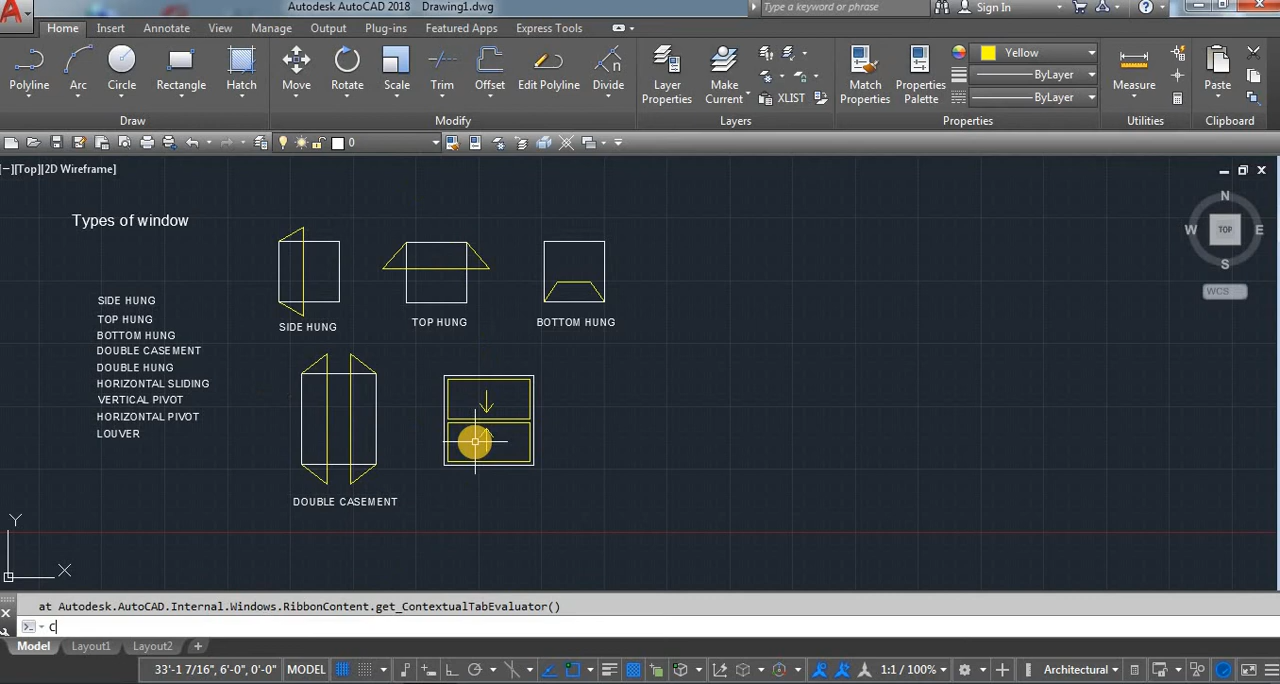 Autodesk AutoCAD 2018 Drawing1.dwg
Type a keyword or phrase
Sign In
Home Insert Annotate View Manage Output Plug-ins Featured Apps Express Tools
Polyline Arc Circle Rectangle Hatch
Move Rotate Scale Trim Offset Edit Polyline Divide
Layer Properties
Make Current
XLIST
Match Properties
Properties Palette
Yellow
ByLayer
ByLayer
Measure
Paste
Draw Modify Layers Properties Utilities Clipboard
0
[−][Top][2D Wireframe]
N
W TOP E
S
WCS
Types of window
SIDE HUNG
TOP HUNG
BOTTOM HUNG
DOUBLE CASEMENT
DOUBLE HUNG
HORIZONTAL SLIDING
VERTICAL PIVOT
HORIZONTAL PIVOT
LOUVER
SIDE HUNG
TOP HUNG
BOTTOM HUNG
DOUBLE CASEMENT
Y
X
at Autodesk.AutoCAD.Internal.Windows.RibbonContent.get_ContextualTabEvaluator()
C
Model Layout1 Layout2 +
33'-1 7/16", 6'-0", 0'-0" MODEL 1:1 / 100% Architectural